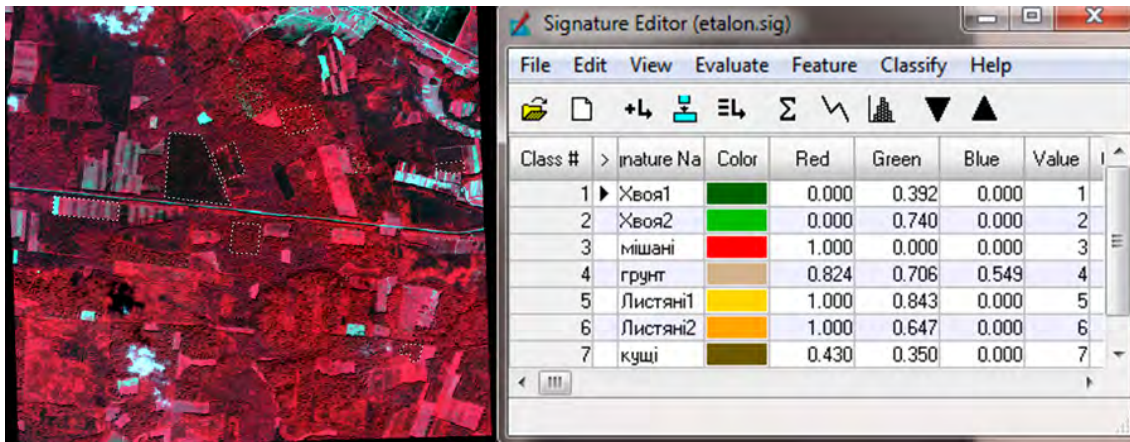 Signature Editor (etalon.sig)
File Edit View Evaluate Feature Classify Help
Class # > gnature Na Color Red Green Blue Value
1 Хвоя1 0.000 0.392 0.000 1
2 Хвоя2 0.000 0.740 0.000 2
3 мішані 1.000 0.000 0.000 3
4 грунт 0.824 0.706 0.549 4
5 Листяні1 1.000 0.843 0.000 5
6 Листяні2 1.000 0.647 0.000 6
7 кущі 0.430 0.350 0.000 7